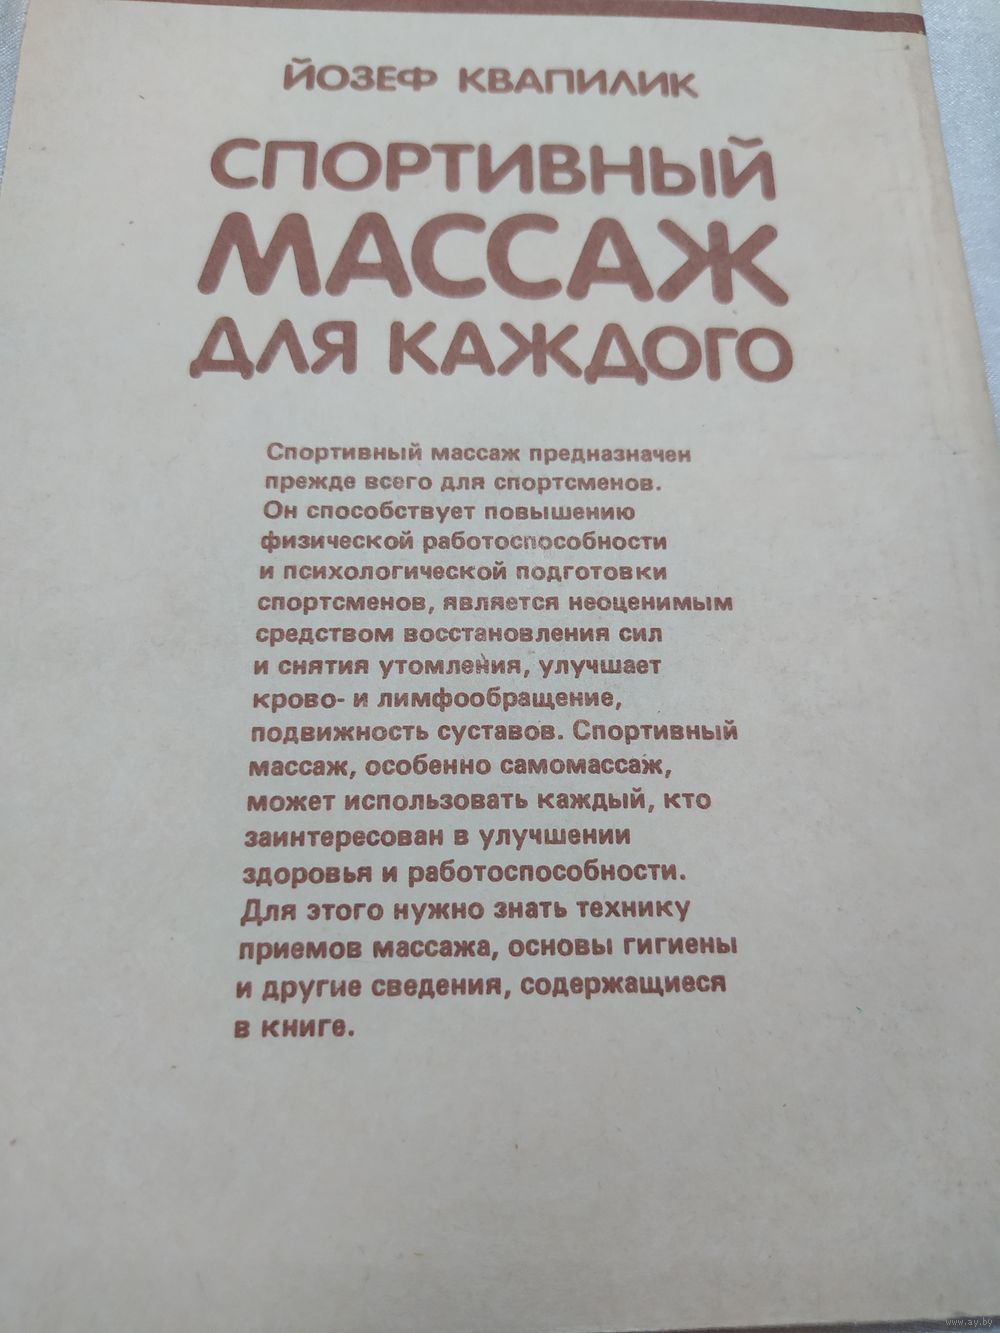 ЙОЗЕФ КВАПИЛИК
СПОРТИВНЫЙ
МАССАЖ
ДЛЯ КАЖДОГО
Спортивный массаж предназначен
прежде всего для спортсменов.
Он способствует повышению
физической работоспособности
и психологической подготовки
спортсменов, является неоценимым
средством восстановления сил
и снятия утомления, улучшает
крово- и лимфообращение,
подвижность суставов. Спортивный
массаж, особенно самомассаж,
может использовать каждый, кто
заинтересован в улучшении
здоровья и работоспособности.
Для этого нужно знать технику
приемов массажа, основы гигиены
и другие сведения, содержащиеся
в книге.
www.ay.by